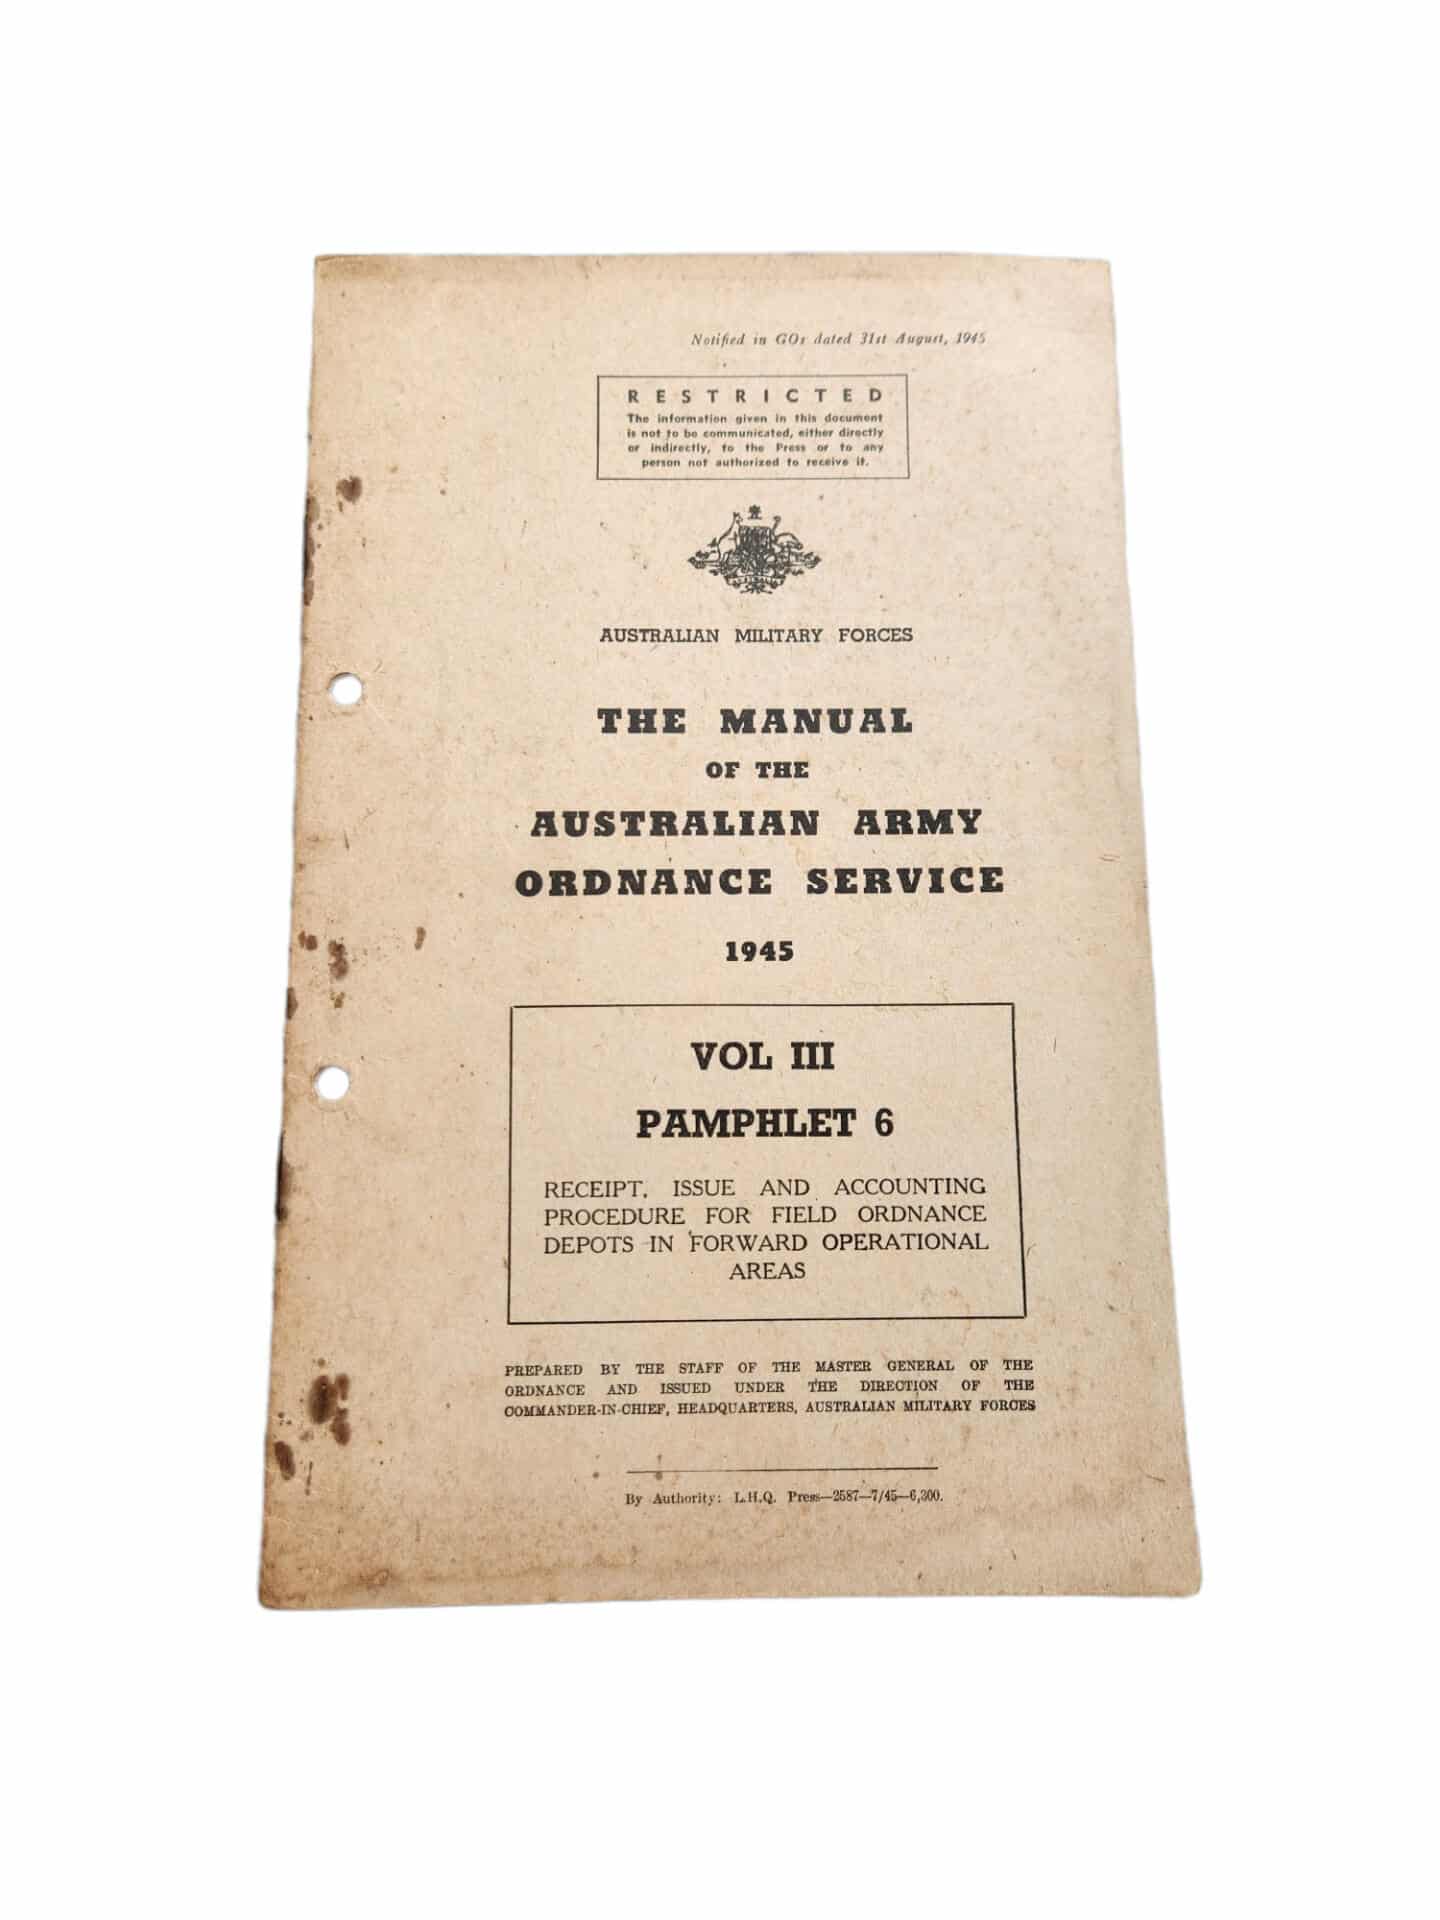 Notified in GOs dated 31st August, 1945
RESTRICTED
The information given in this document
is not to be communicated, either directly
or indirectly, to the Press or to any
person not authorized to receive it.
AUSTRALIAN MILITARY FORCES
THE MANUAL
OF THE
AUSTRALIAN ARMY
ORDNANCE SERVICE
1945
VOL III
PAMPHLET 6
RECEIPT, ISSUE AND ACCOUNTING
PROCEDURE FOR FIELD ORDNANCE
DEPOTS IN FORWARD OPERATIONAL
AREAS
PREPARED BY THE STAFF OF THE MASTER GENERAL OF THE
ORDNANCE AND ISSUED UNDER THE DIRECTION OF THE
COMMANDER-IN-CHIEF, HEADQUARTERS, AUSTRALIAN MILITARY FORCES
By Authority: L.H.Q. Press—2587—7/45—6,300.